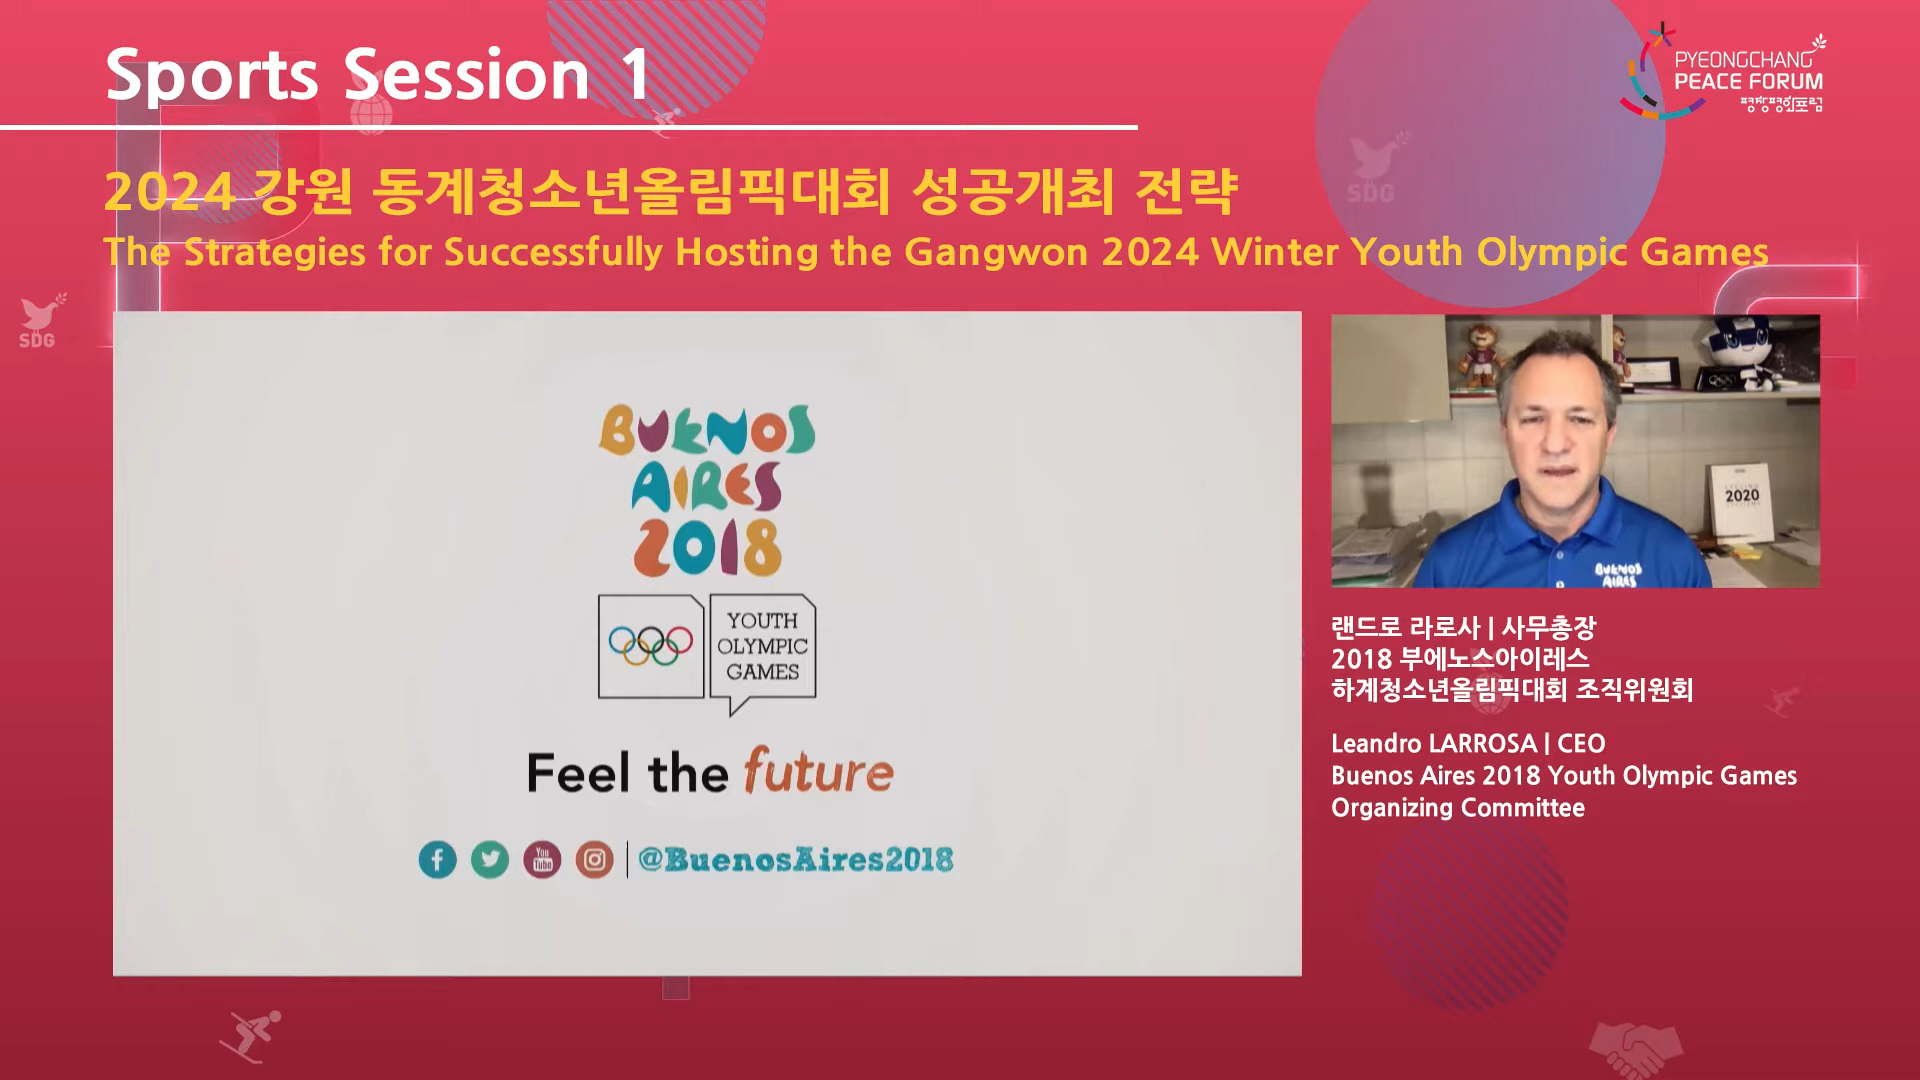 Sports Session 1
PYEONGCHANG
PEACE FORUM
평창평화포럼
2024 강원 동계청소년올림픽대회 성공개최 전략
The Strategies for Successfully Hosting the Gangwon 2024 Winter Youth Olympic Games
SDG
SDG
BUENOS
AIRES
2018
YOUTH
OLYMPIC
GAMES
Feel the future
You
Tube
@BuenosAires2018
2020
BUENOS
AIRES
랜드로 라로사 | 사무총장
2018 부에노스아이레스
하계청소년올림픽대회 조직위원회
Leandro LARROSA | CEO
Buenos Aires 2018 Youth Olympic Games
Organizing Committee